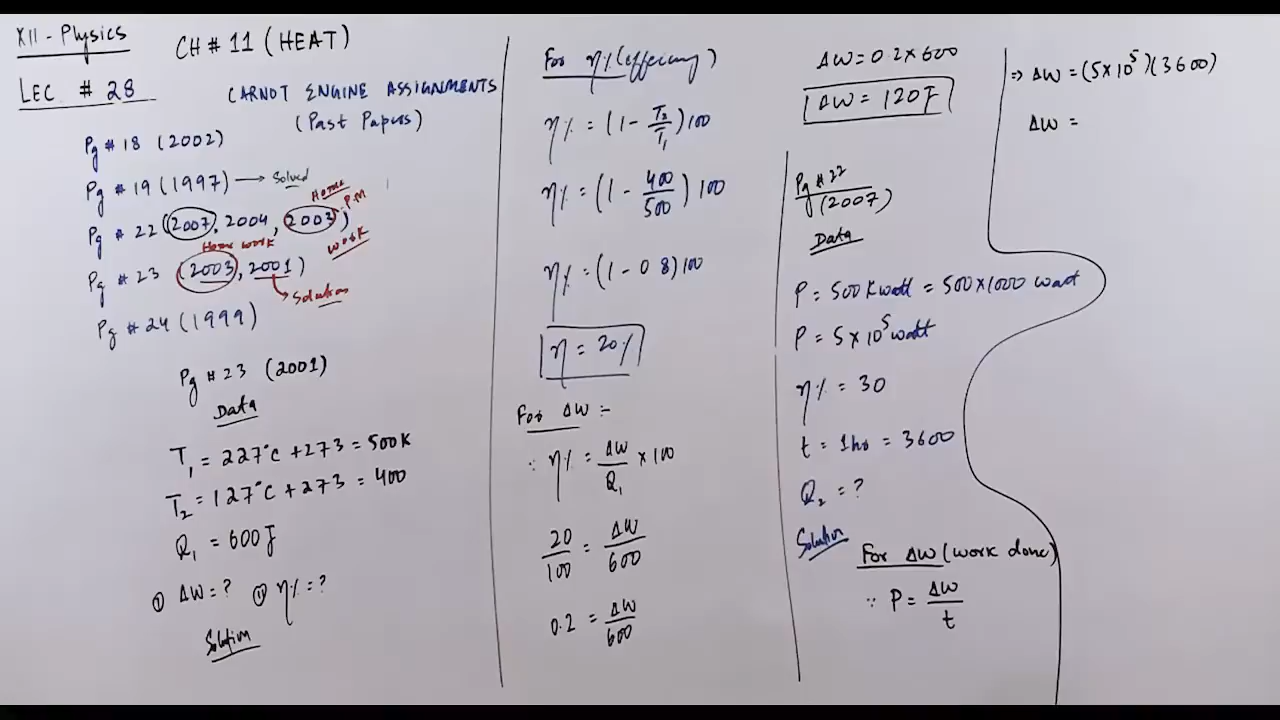 XII - Physics
CH # 11 (HEAT)
LEC # 28
CARNOT ENGINE ASSIGNMENTS
(Past Papers)
Pg # 18 (2002)
Pg # 19 (1997) → Solved
Home
Pg # 22 (2007, 2004, 2003) P.M
Home work
work
Pg # 23 (2003, 2001)
→ Solution
Pg # 24 (1999)
Pg # 23 (2001)
Data
T₁ = 227°C + 273 = 500K
T₂ = 127°C + 273 = 400
Q₁ = 600J
① ΔW = ? ② η% = ?
Solution
For η% (efficiency)
η% = (1 - T₂/T₁) 100
η% = (1 - 400/500) 100
η% = (1 - 0.8) 100
η = 20%
For ΔW :-
∵ η% = ΔW/Q₁ × 100
20/100 = ΔW/600
0.2 = ΔW/600
ΔW = 0.2 × 600
ΔW = 120J
Pg # 22
(2007)
Data
P = 500 Kwatt = 500 × 1000 watt
P = 5 × 10⁵ watt
η% = 30
t = 1hr = 3600
Q₂ = ?
Solution
For ΔW (work done)
∵ P = ΔW/t
⇒ ΔW = (5 × 10⁵)(3600)
ΔW =